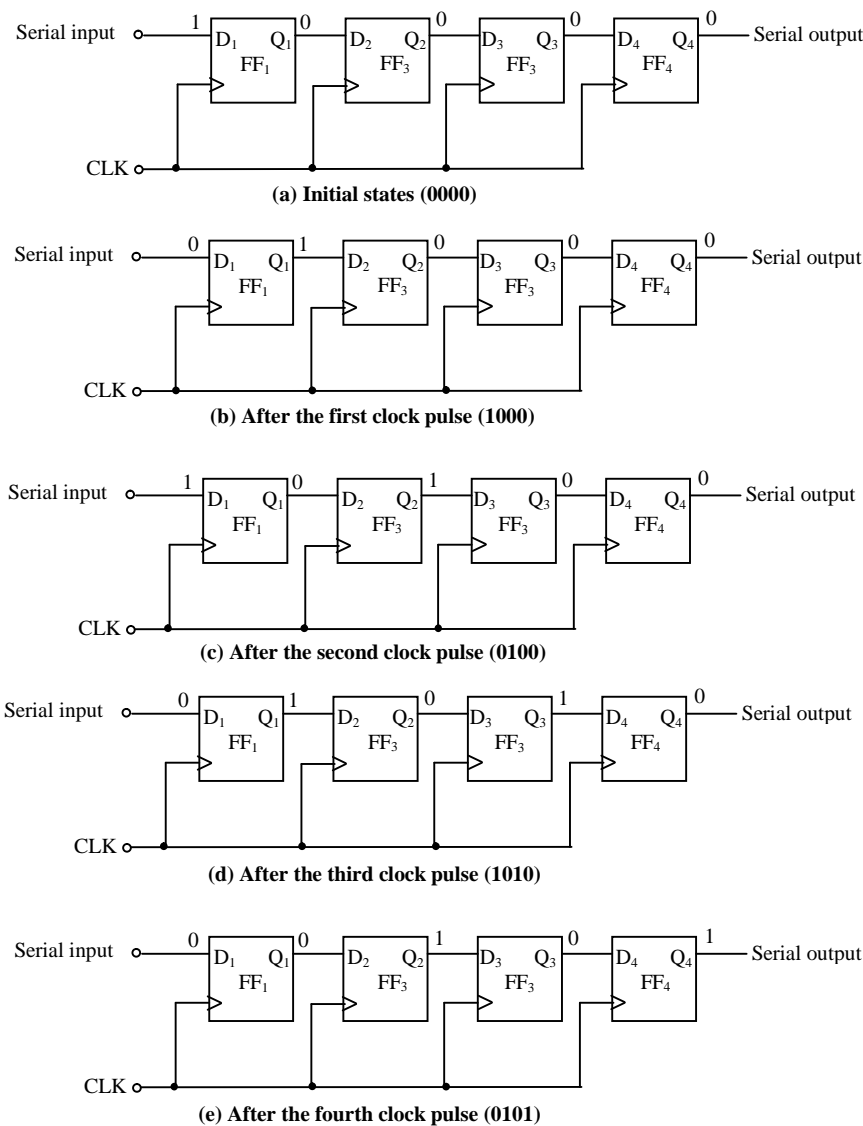 Serial input 1 D₁ Q₁ 0 D₂ Q₂ 0 D₃ Q₃ 0 D₄ Q₄ 0 Serial output
FF₁ FF₃ FF₃ FF₄
CLK
(a) Initial states (0000)
Serial input 0 D₁ Q₁ 1 D₂ Q₂ 0 D₃ Q₃ 0 D₄ Q₄ 0 Serial output
FF₁ FF₃ FF₃ FF₄
CLK
(b) After the first clock pulse (1000)
Serial input 1 D₁ Q₁ 0 D₂ Q₂ 1 D₃ Q₃ 0 D₄ Q₄ 0 Serial output
FF₁ FF₃ FF₃ FF₄
CLK
(c) After the second clock pulse (0100)
Serial input 0 D₁ Q₁ 1 D₂ Q₂ 0 D₃ Q₃ 1 D₄ Q₄ 0 Serial output
FF₁ FF₃ FF₃ FF₄
CLK
(d) After the third clock pulse (1010)
Serial input 0 D₁ Q₁ 0 D₂ Q₂ 1 D₃ Q₃ 0 D₄ Q₄ 1 Serial output
FF₁ FF₃ FF₃ FF₄
CLK
(e) After the fourth clock pulse (0101)